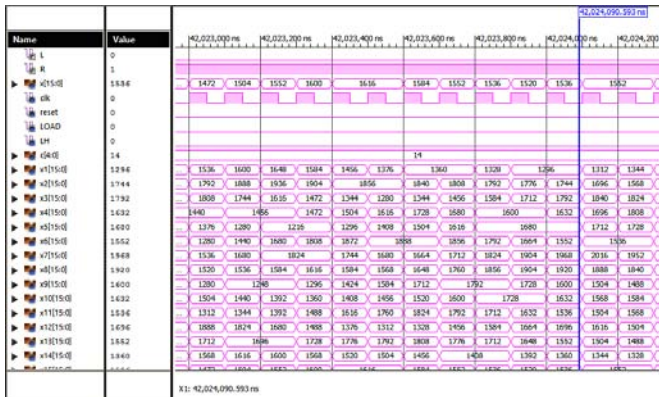 42,024,090.593 ns
Name Value 42,023,000 ns 42,023,200 ns 42,023,400 ns 42,023,600 ns 42,023,800 ns 42,024,000 ns 42,024,200
L 0
R 1
x[15:0] 1536 1472 1504 1552 1600 1616 1584 1552 1536 1520 1536 1552
clk 0
reset 0
LOAD 0
LH 0
c[4:0] 14 14
x1[15:0] 1296 1536 1600 1648 1584 1456 1376 1360 1328 1296 1312 1344
x2[15:0] 1744 1792 1888 1936 1904 1856 1840 1808 1792 1776 1744 1696 1568
x3[15:0] 1792 1808 1744 1616 1472 1344 1280 1344 1456 1584 1712 1792 1840 1824
x4[15:0] 1632 1440 1456 1472 1504 1616 1728 1680 1600 1632 1696 1808
x5[15:0] 1680 1376 1280 1216 1296 1408 1504 1616 1680 1712 1728
x6[15:0] 1552 1280 1440 1680 1808 1872 1888 1856 1792 1664 1552 1536
x7[15:0] 1968 1536 1680 1824 1744 1680 1664 1712 1824 1904 1968 2016 1952
x8[15:0] 1920 1520 1536 1584 1616 1584 1568 1648 1760 1856 1904 1920 1888 1840
x9[15:0] 1600 1280 1248 1296 1424 1584 1712 1792 1728 1600 1504 1488
x10[15:0] 1632 1504 1440 1392 1360 1408 1456 1520 1600 1728 1632 1568 1584
x11[15:0] 1536 1312 1344 1392 1488 1616 1760 1824 1792 1712 1632 1536 1504 1568
x12[15:0] 1696 1888 1824 1680 1488 1376 1312 1328 1456 1584 1664 1696 1616 1504
x13[15:0] 1552 1712 1696 1728 1776 1792 1808 1776 1712 1648 1552 1504 1488
x14[15:0] 1360 1568 1616 1600 1568 1520 1504 1456 1408 1392 1360 1344 1328
X1: 42,024,090.593 ns